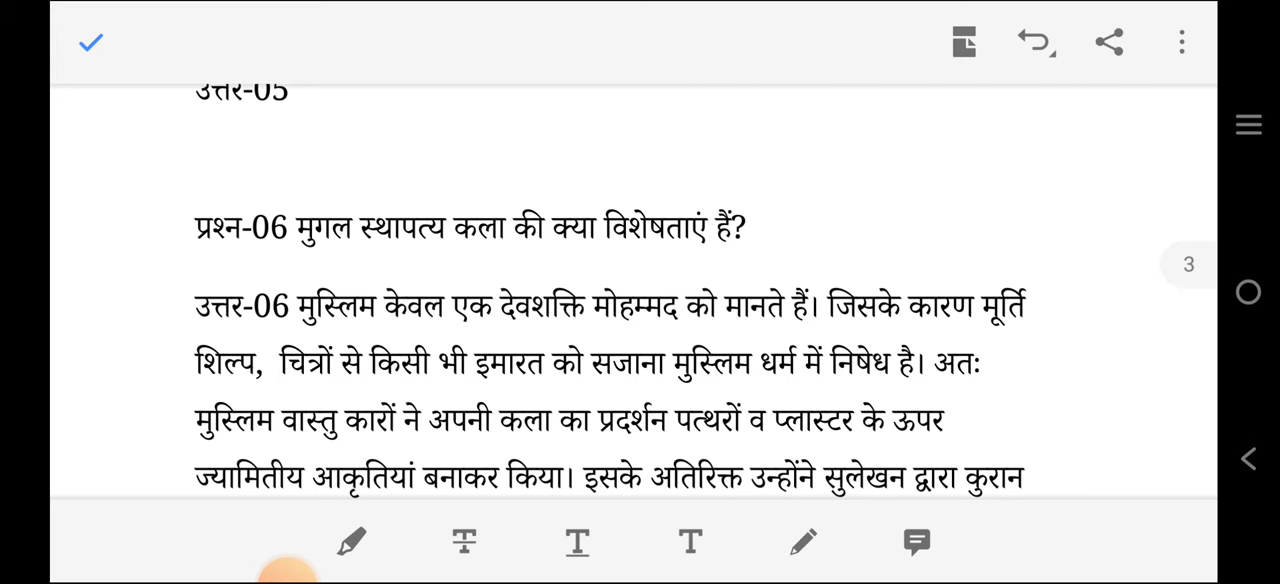 उत्तर-05
प्रश्न-06 मुगल स्थापत्य कला की क्या विशेषताएं हैं?
3
उत्तर-06 मुस्लिम केवल एक देवशक्ति मोहम्मद को मानते हैं। जिसके कारण मूर्ति
शिल्प, चित्रों से किसी भी इमारत को सजाना मुस्लिम धर्म में निषेध है। अतः
मुस्लिम वास्तु कारों ने अपनी कला का प्रदर्शन पत्थरों व प्लास्टर के ऊपर
ज्यामितीय आकृतियां बनाकर किया। इसके अतिरिक्त उन्होंने सुलेखन द्वारा कुरान